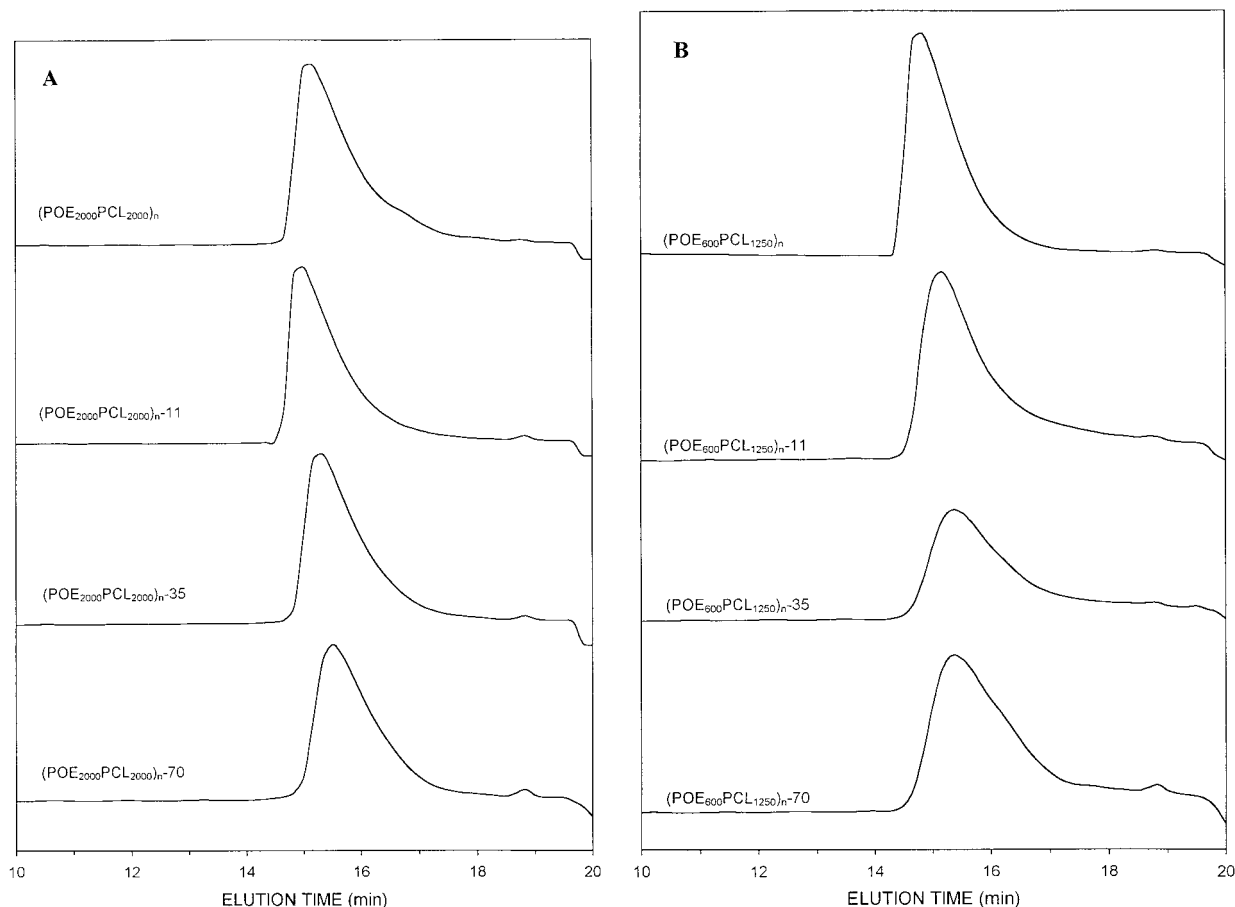 A
(POE₂₀₀₀PCL₂₀₀₀)ₙ
(POE₂₀₀₀PCL₂₀₀₀)ₙ-11
(POE₂₀₀₀PCL₂₀₀₀)ₙ-35
(POE₂₀₀₀PCL₂₀₀₀)ₙ-70
10 12 14 16 18 20
ELUTION TIME (min)
B
(POE₆₀₀PCL₁₂₅₀)ₙ
(POE₆₀₀PCL₁₂₅₀)ₙ-11
(POE₆₀₀PCL₁₂₅₀)ₙ-35
(POE₆₀₀PCL₁₂₅₀)ₙ-70
10 12 14 16 18 20
ELUTION TIME (min)